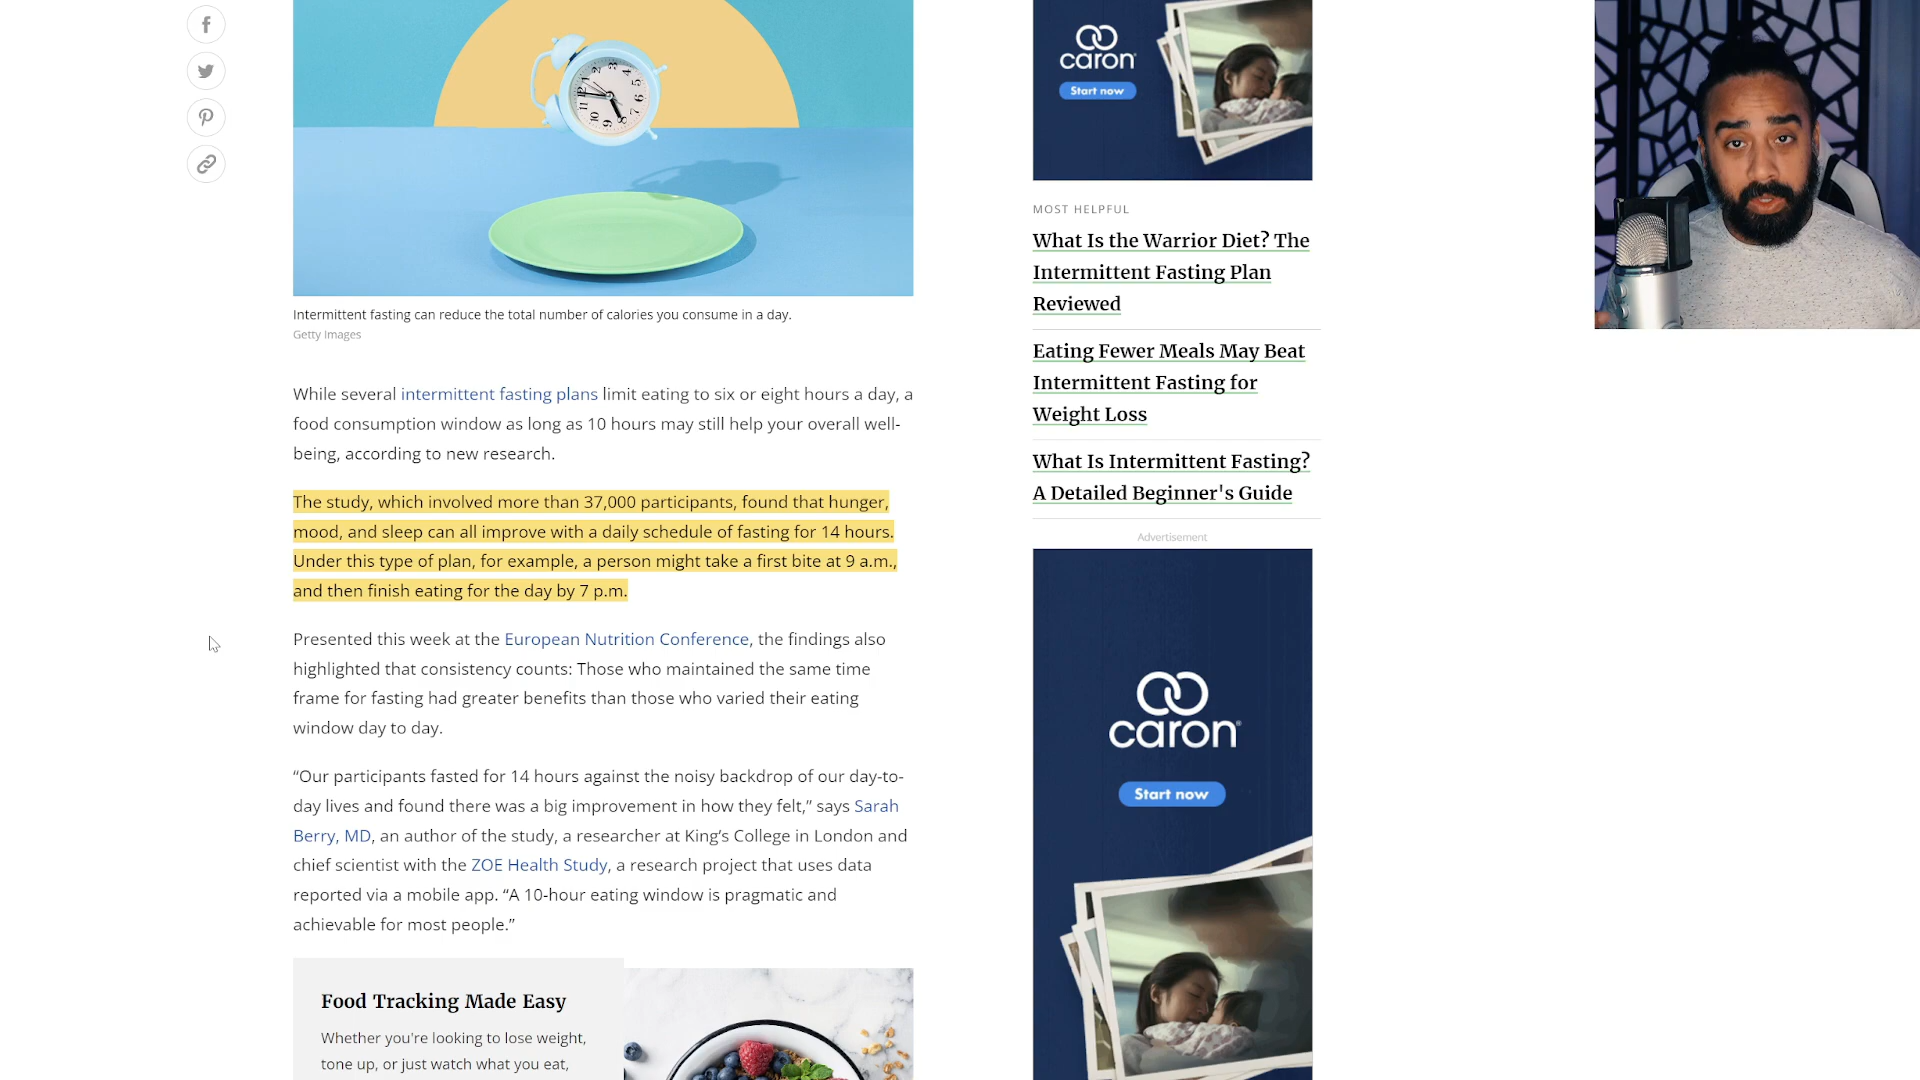 Intermittent fasting can reduce the total number of calories you consume in a day.
Getty Images
While several intermittent fasting plans limit eating to six or eight hours a day, a
food consumption window as long as 10 hours may still help your overall well-
being, according to new research.
The study, which involved more than 37,000 participants, found that hunger,
mood, and sleep can all improve with a daily schedule of fasting for 14 hours.
Under this type of plan, for example, a person might take a first bite at 9 a.m.,
and then finish eating for the day by 7 p.m.
Presented this week at the European Nutrition Conference, the findings also
highlighted that consistency counts: Those who maintained the same time
frame for fasting had greater benefits than those who varied their eating
window day to day.
“Our participants fasted for 14 hours against the noisy backdrop of our day-to-
day lives and found there was a big improvement in how they felt,” says Sarah
Berry, MD, an author of the study, a researcher at King’s College in London and
chief scientist with the ZOE Health Study, a research project that uses data
reported via a mobile app. “A 10-hour eating window is pragmatic and
achievable for most people.”
Food Tracking Made Easy
Whether you're looking to lose weight,
tone up, or just watch what you eat,
caron
Start now
MOST HELPFUL
What Is the Warrior Diet? The
Intermittent Fasting Plan
Reviewed
Eating Fewer Meals May Beat
Intermittent Fasting for
Weight Loss
What Is Intermittent Fasting?
A Detailed Beginner's Guide
Advertisement
caron
Start now